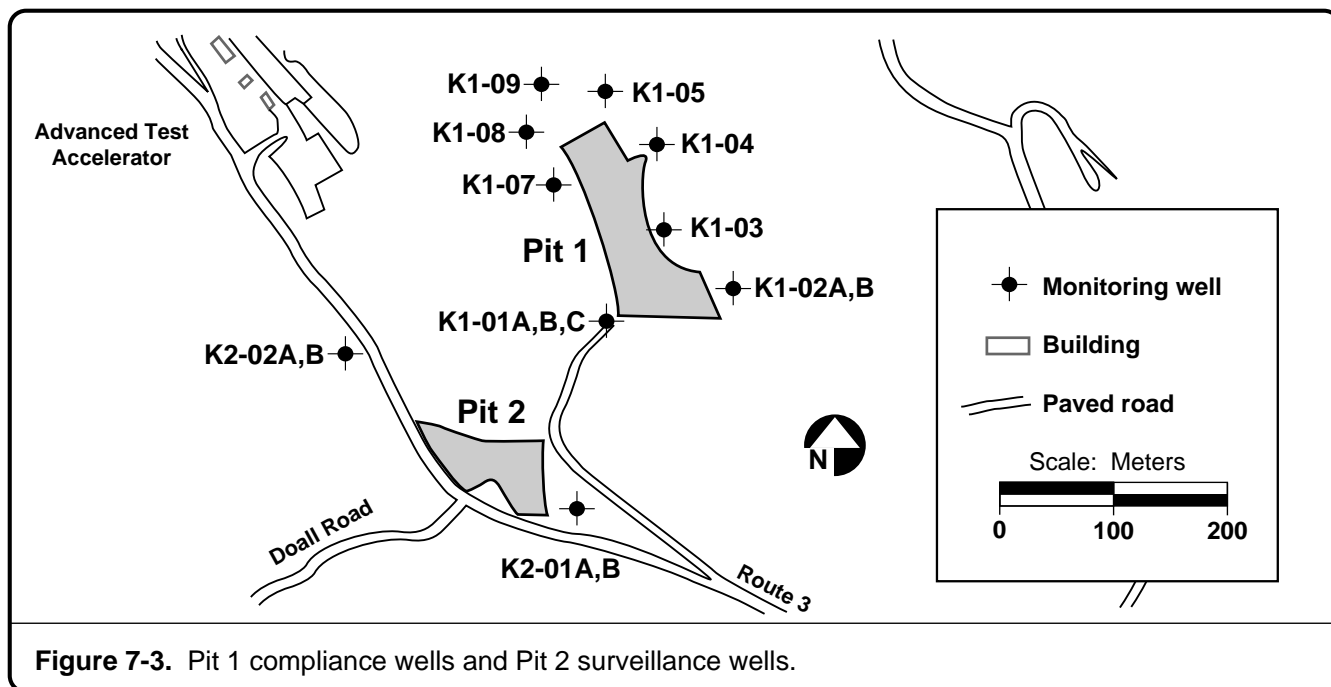 K1-09
K1-05
Advanced Test
Accelerator
K1-08
K1-04
K1-07
K1-03
Pit 1
K1-02A,B
K1-01A,B,C
K2-02A,B
Pit 2
N
Doall Road
K2-01A,B
Route 3
Monitoring well
Building
Paved road
Scale: Meters
0 100 200
Figure 7-3. Pit 1 compliance wells and Pit 2 surveillance wells.